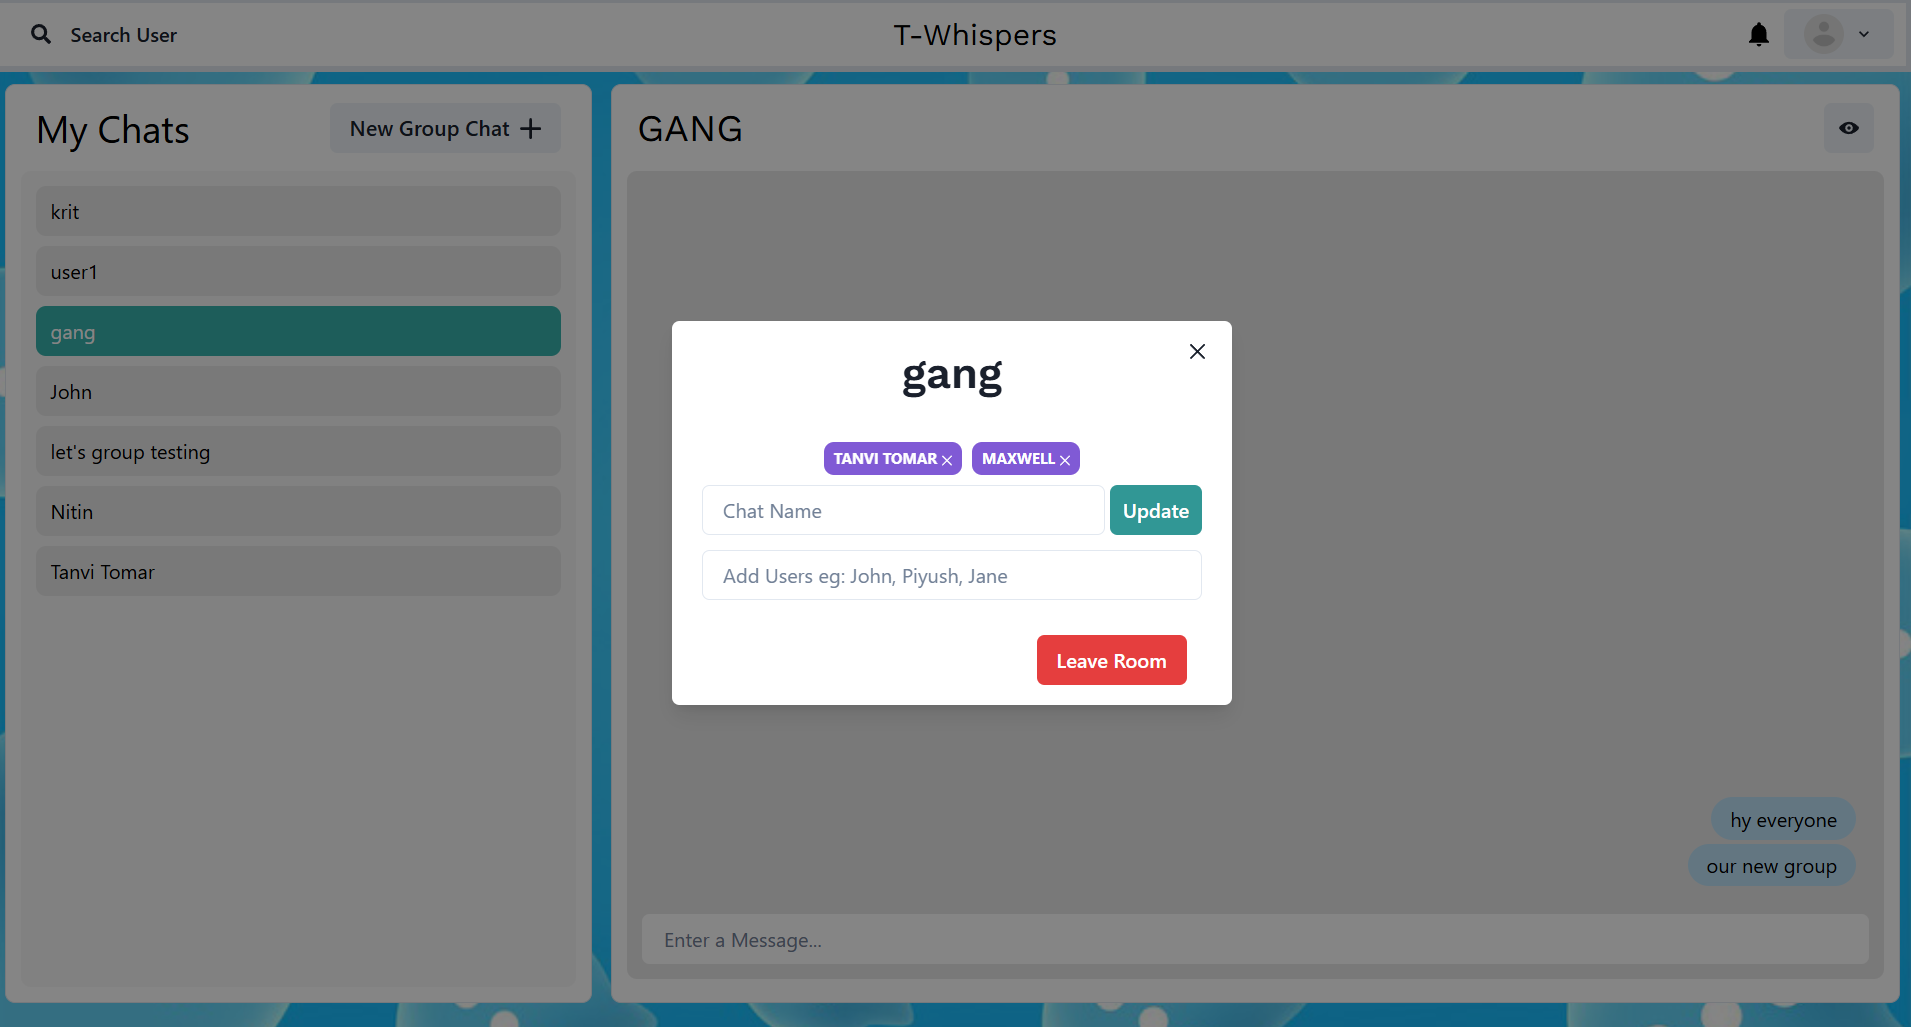 Search User
T-Whispers
My Chats
New Group Chat
krit
user1
gang
John
let's group testing
Nitin
Tanvi Tomar
GANG
gang
TANVI TOMAR
MAXWELL
Chat Name
Update
Add Users eg: John, Piyush, Jane
Leave Room
hy everyone
our new group
Enter a Message...